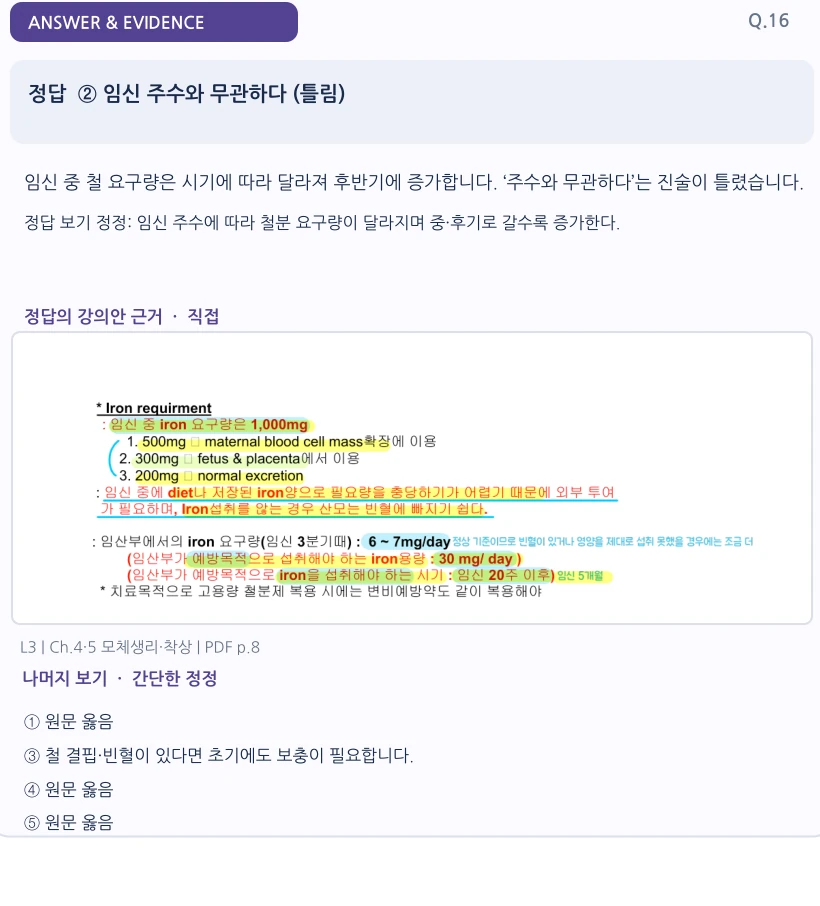 ANSWER & EVIDENCE
Q.16
정답 ② 임신 주수와 무관하다 (틀림)
임신 중 철 요구량은 시기에 따라 달라져 후반기에 증가합니다. ‘주수와 무관하다’는 진술이 틀렸습니다.
정답 보기 정정: 임신 주수에 따라 철분 요구량이 달라지며 중·후기로 갈수록 증가한다.
정답의 강의안 근거 · 직접
* Iron requirment
: 임신 중 iron 요구량은 1,000mg
1. 500mg □ maternal blood cell mass확장에 이용
2. 300mg □ fetus & placenta에서 이용
3. 200mg □ normal excretion
: 임신 중에 diet나 저장된 iron양으로 필요량을 충당하기가 어렵기 때문에 외부 투여
가 필요하며, Iron섭취를 않는 경우 산모는 빈혈에 빠지기 쉽다.
: 임산부에서의 iron 요구량(임신 3분기때) : 6 ~ 7mg/day 정상 기준이므로 빈혈이 있거나 영양을 제대로 섭취 못했을 경우에는 조금 더
(임산부가 예방목적으로 섭취해야 하는 iron용량 : 30 mg/ day )
(임산부가 예방목적으로 iron을 섭취해야 하는 시기 : 임신 20주 이후) 임신 5개월
* 치료목적으로 고용량 철분제 복용 시에는 변비예방약도 같이 복용해야
L3 | Ch.4·5 모체생리·착상 | PDF p.8
나머지 보기 · 간단한 정정
① 원문 옳음
③ 철 결핍·빈혈이 있다면 초기에도 보충이 필요합니다.
④ 원문 옳음
⑤ 원문 옳음